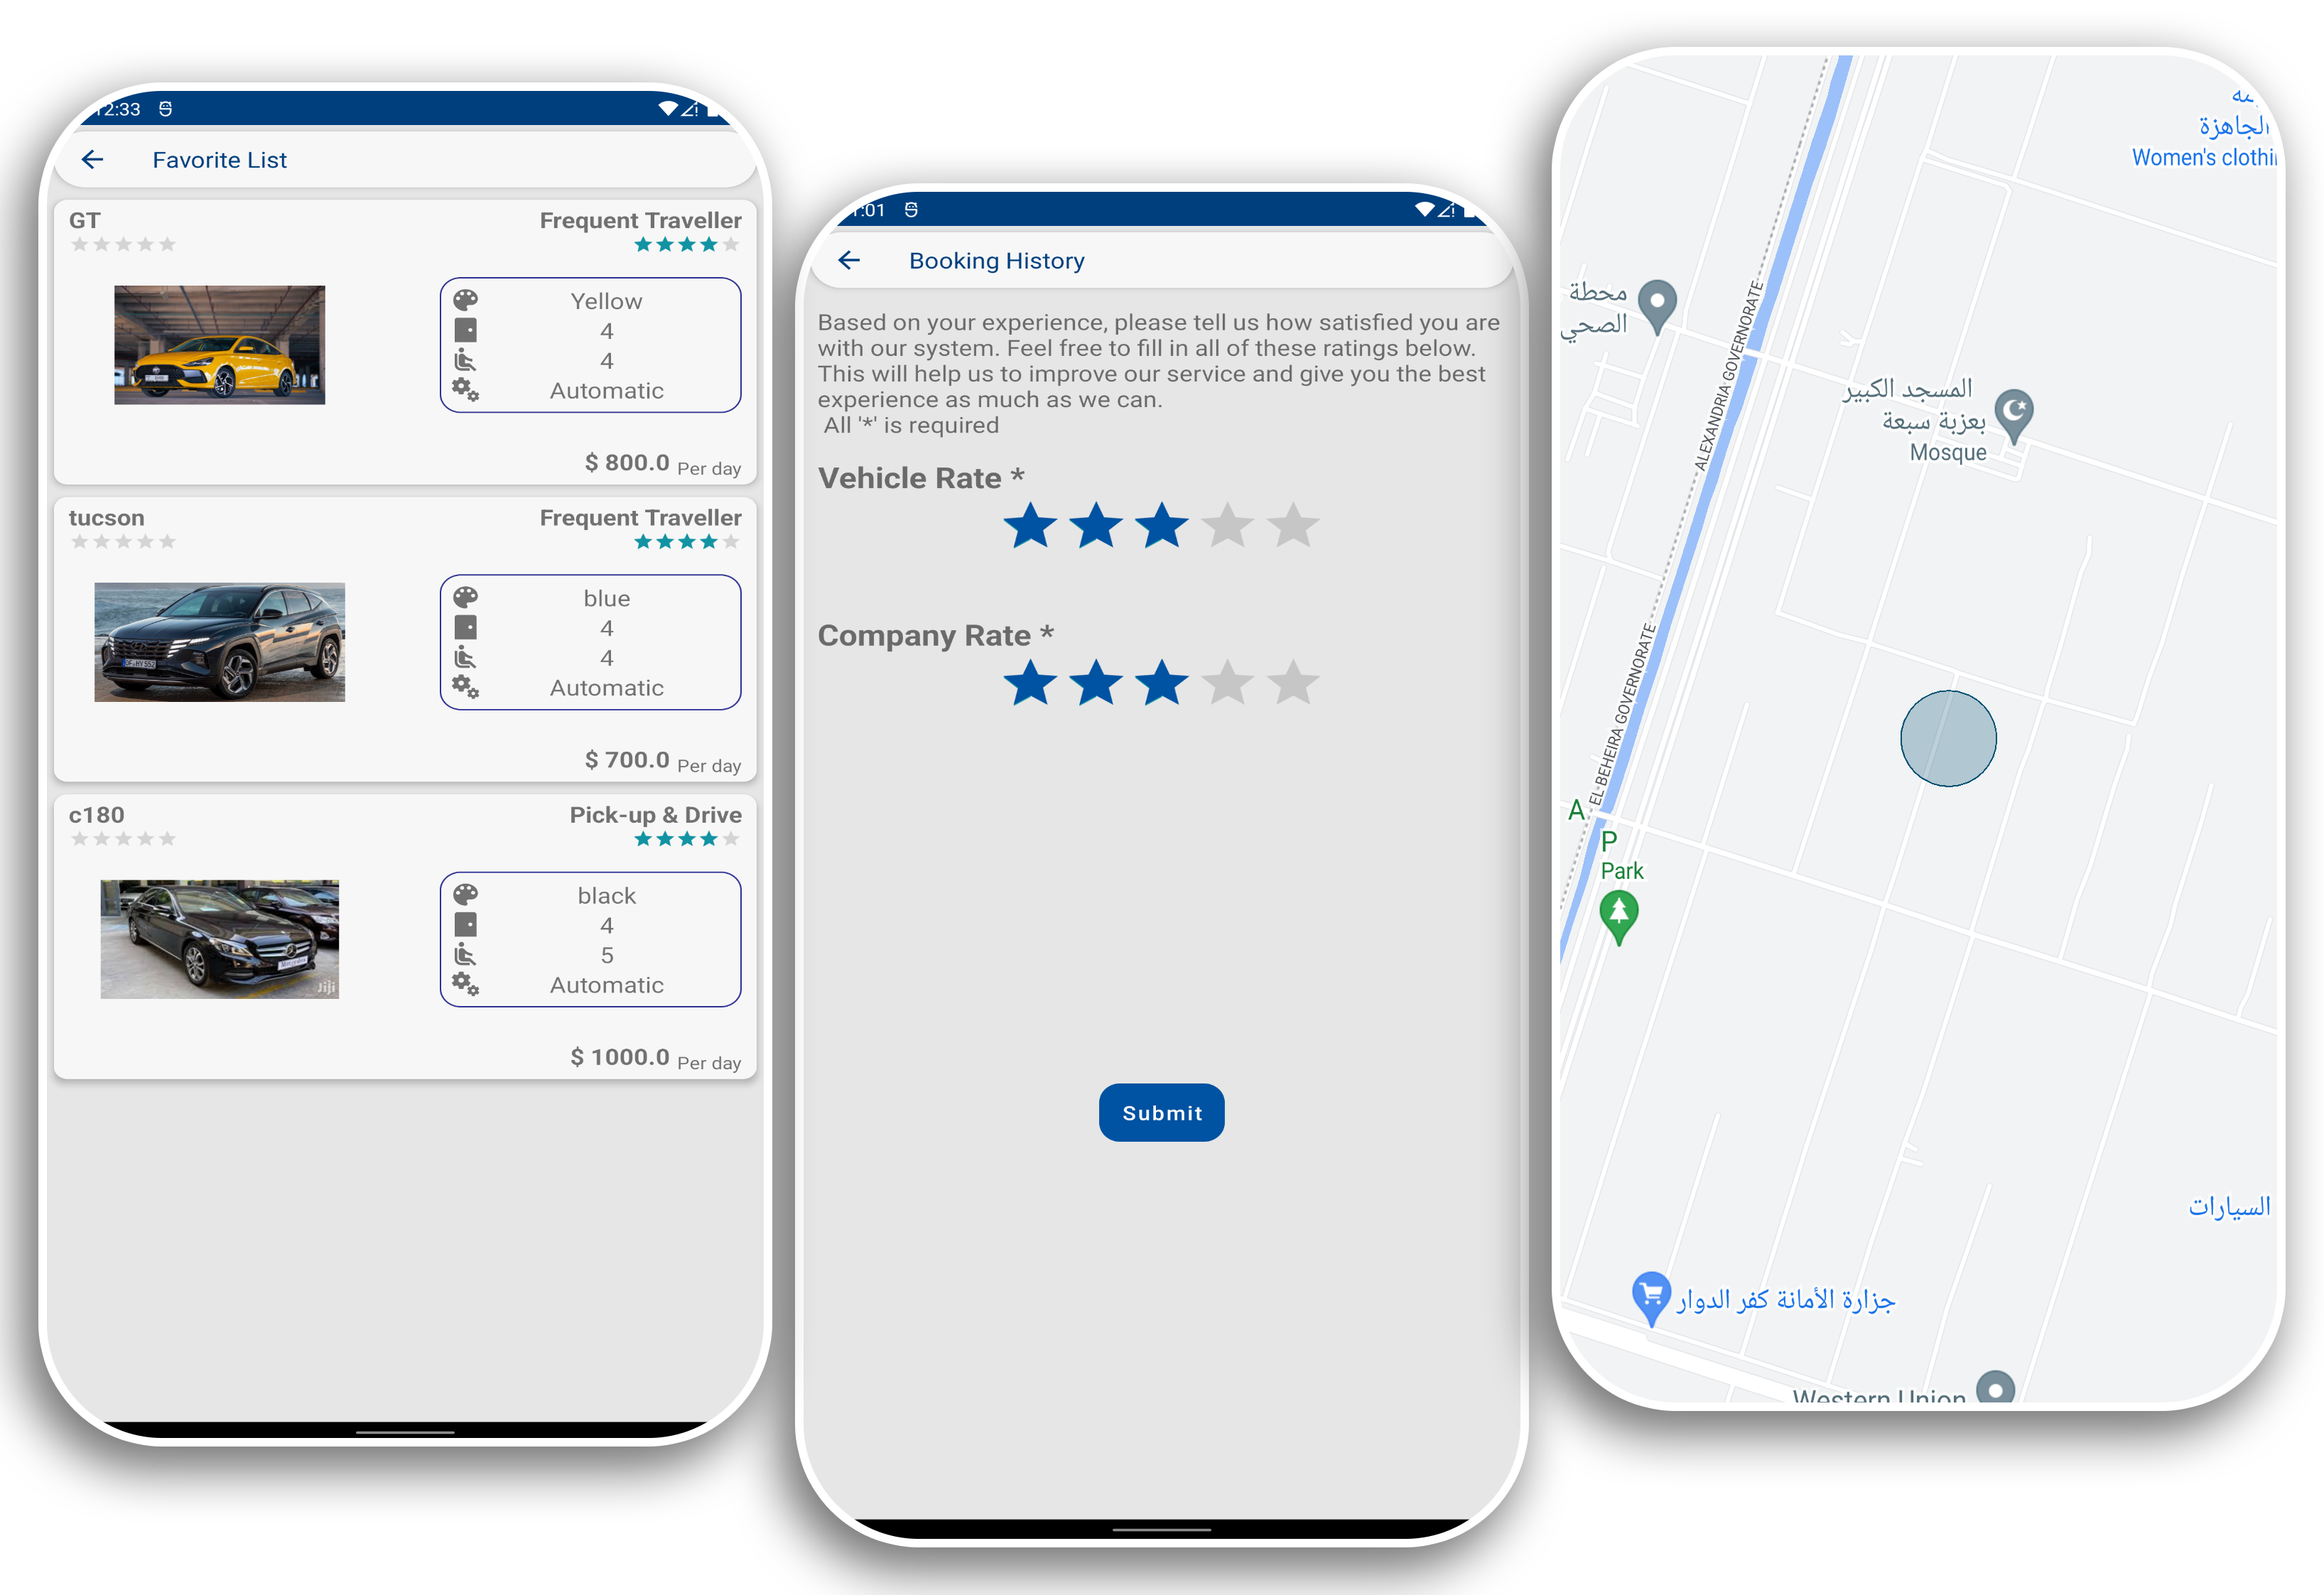 12:33
Favorite List
GT
Frequent Traveller
Yellow
4
4
Automatic
$ 800.0 Per day
tucson
Frequent Traveller
blue
4
4
Automatic
$ 700.0 Per day
c180
Pick-up & Drive
black
4
5
Automatic
Jiji
$ 1000.0 Per day
:01
Booking History
Based on your experience, please tell us how satisfied you are
with our system. Feel free to fill in all of these ratings below.
This will help us to improve our service and give you the best
experience as much as we can.
All '*' is required
Vehicle Rate *
Company Rate *
Submit
الجاهزة
Women's clothi
محطة
الصحي
ALEXANDRIA GOVERNORATE
EL BEHEIRA GOVERNORATE
المسجد الكبير
بعزبة سبعة
Mosque
A
P
Park
السيارات
جزارة الأمانة كفر الدوار
Western Union